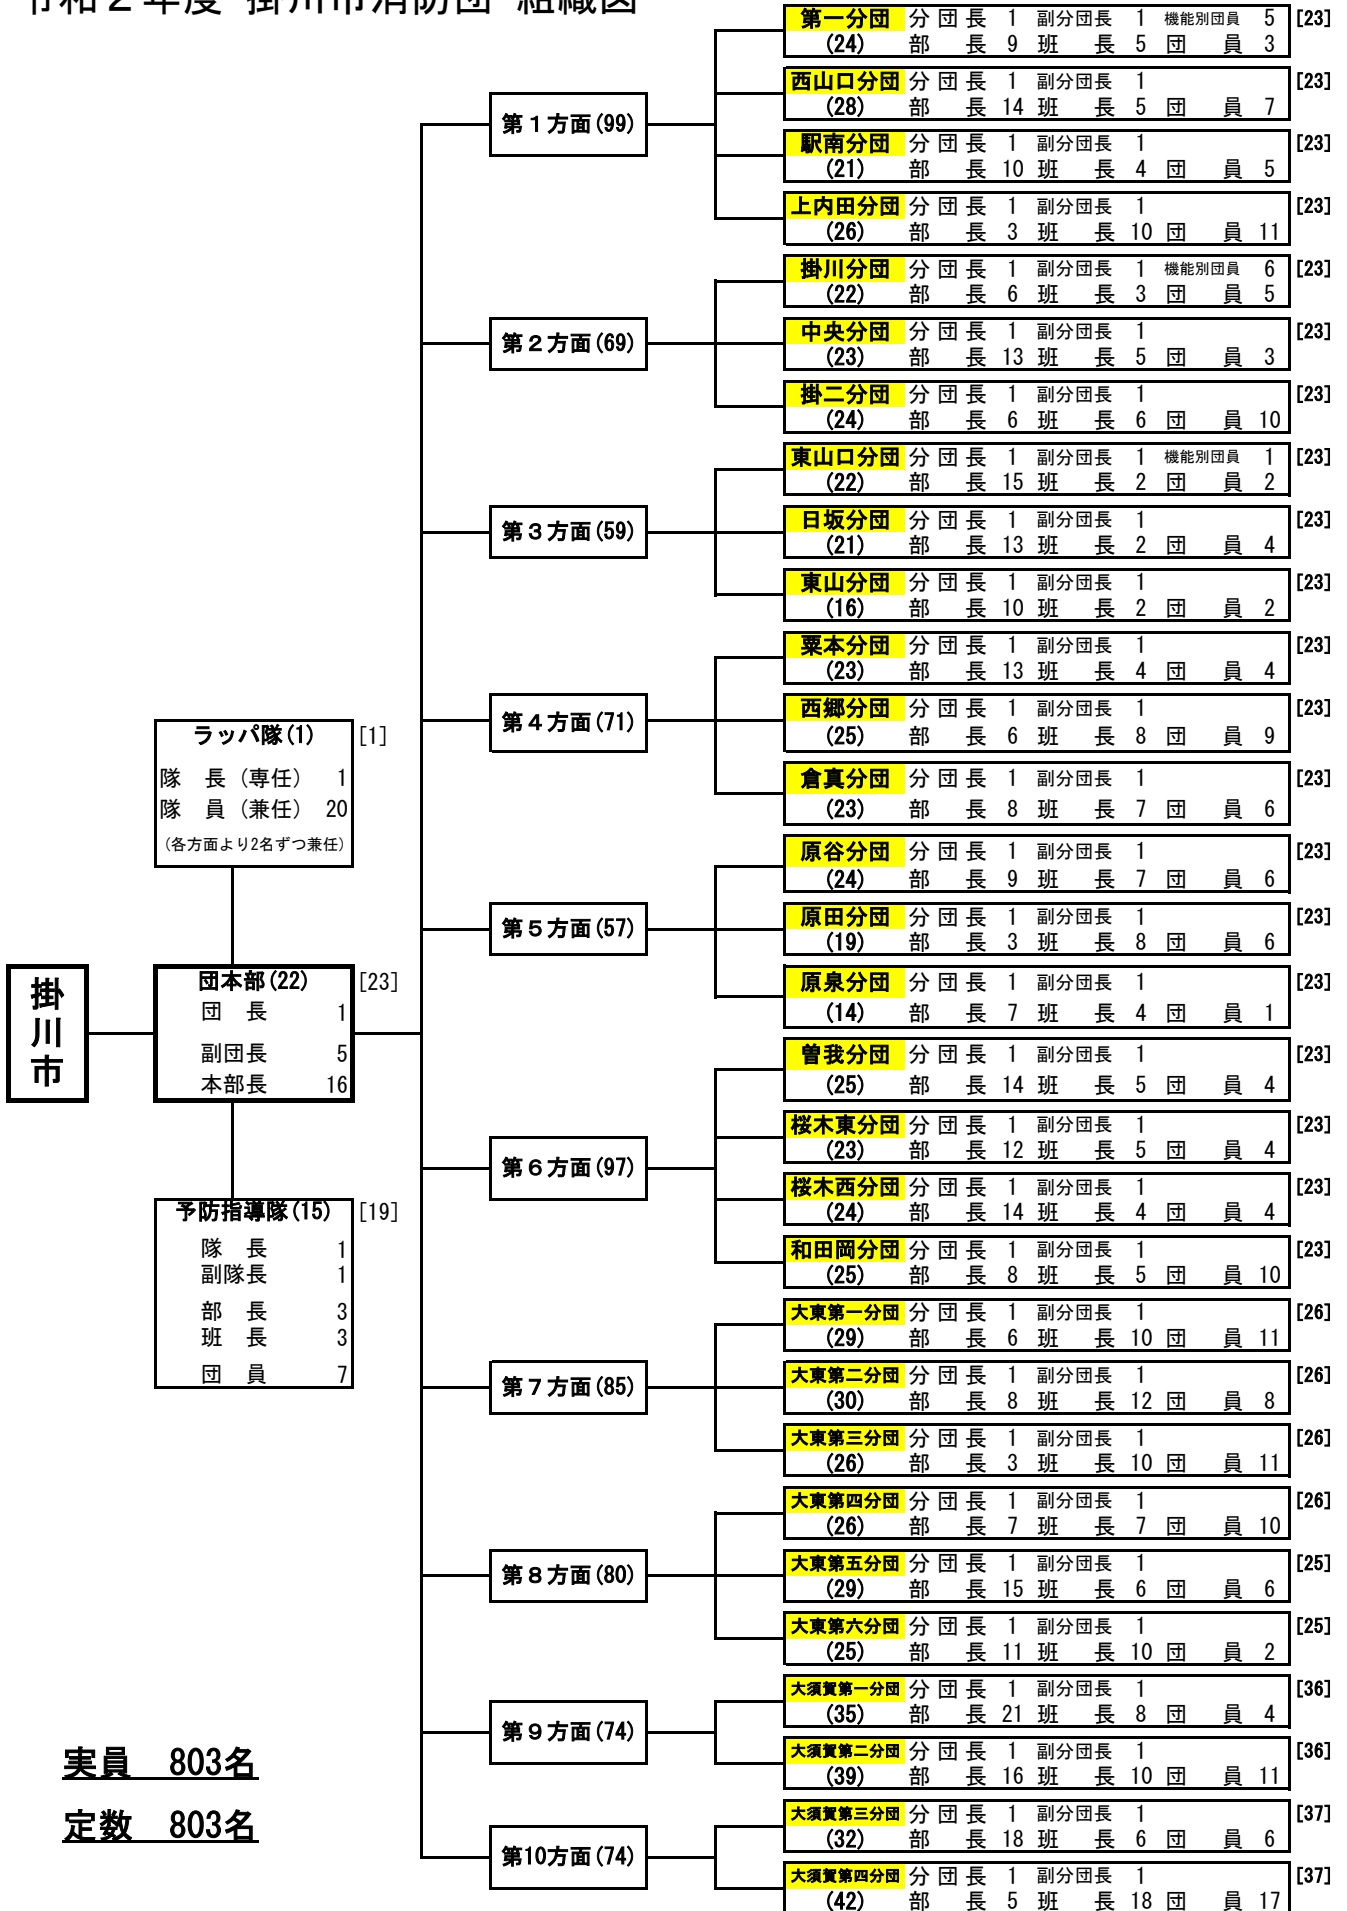 令和２年度 掛川市消防団 組織図
第一分団 分団長 1 副分団長 1 機能別団員 5 [23]
(24) 部長 9 班長 5 団員 3
西山口分団 分団長 1 副分団長 1 [23]
(28) 部長 14 班長 5 団員 7
第１方面(99)
駅南分団 分団長 1 副分団長 1 [23]
(21) 部長 10 班長 4 団員 5
上内田分団 分団長 1 副分団長 1 [23]
(26) 部長 3 班長 10 団員 11
掛川分団 分団長 1 副分団長 1 機能別団員 6 [23]
(22) 部長 6 班長 3 団員 5
第２方面(69)
中央分団 分団長 1 副分団長 1 [23]
(23) 部長 13 班長 5 団員 3
掛二分団 分団長 1 副分団長 1 [23]
(24) 部長 6 班長 6 団員 10
東山口分団 分団長 1 副分団長 1 機能別団員 1 [23]
(22) 部長 15 班長 2 団員 2
第３方面(59)
日坂分団 分団長 1 副分団長 1 [23]
(21) 部長 13 班長 2 団員 4
東山分団 分団長 1 副分団長 1 [23]
(16) 部長 10 班長 2 団員 2
粟本分団 分団長 1 副分団長 1 [23]
(23) 部長 13 班長 4 団員 4
第４方面(71)
西郷分団 分団長 1 副分団長 1 [23]
(25) 部長 6 班長 8 団員 9
倉真分団 分団長 1 副分団長 1 [23]
(23) 部長 8 班長 7 団員 6
ラッパ隊(1) [1]
隊長（専任） 1
隊員（兼任） 20
（各方面より2名ずつ兼任）
原谷分団 分団長 1 副分団長 1 [23]
(24) 部長 9 班長 7 団員 6
第５方面(57)
原田分団 分団長 1 副分団長 1 [23]
(19) 部長 3 班長 8 団員 6
原泉分団 分団長 1 副分団長 1 [23]
(14) 部長 7 班長 4 団員 1
掛川市
団本部(22) [23]
団長 1
副団長 5
本部長 16
曽我分団 分団長 1 副分団長 1 [23]
(25) 部長 14 班長 5 団員 4
桜木東分団 分団長 1 副分団長 1 [23]
(23) 部長 12 班長 5 団員 4
第６方面(97)
桜木西分団 分団長 1 副分団長 1 [23]
(24) 部長 14 班長 4 団員 4
和田岡分団 分団長 1 副分団長 1 [23]
(25) 部長 8 班長 5 団員 10
予防指導隊(15) [19]
隊長 1
副隊長 1
部長 3
班長 3
団員 7
大東第一分団 分団長 1 副分団長 1 [26]
(29) 部長 6 班長 10 団員 11
第７方面(85)
大東第二分団 分団長 1 副分団長 1 [26]
(30) 部長 8 班長 12 団員 8
大東第三分団 分団長 1 副分団長 1 [26]
(26) 部長 3 班長 10 団員 11
大東第四分団 分団長 1 副分団長 1 [26]
(26) 部長 7 班長 7 団員 10
第８方面(80)
大東第五分団 分団長 1 副分団長 1 [25]
(29) 部長 15 班長 6 団員 6
大東第六分団 分団長 1 副分団長 1 [25]
(25) 部長 11 班長 10 団員 2
大須賀第一分団 分団長 1 副分団長 1 [36]
(35) 部長 21 班長 8 団員 4
第９方面(74)
大須賀第二分団 分団長 1 副分団長 1 [36]
(39) 部長 16 班長 10 団員 11
大須賀第三分団 分団長 1 副分団長 1 [37]
(32) 部長 18 班長 6 団員 6
第10方面(74)
大須賀第四分団 分団長 1 副分団長 1 [37]
(42) 部長 5 班長 18 団員 17
実員 803名
定数 803名